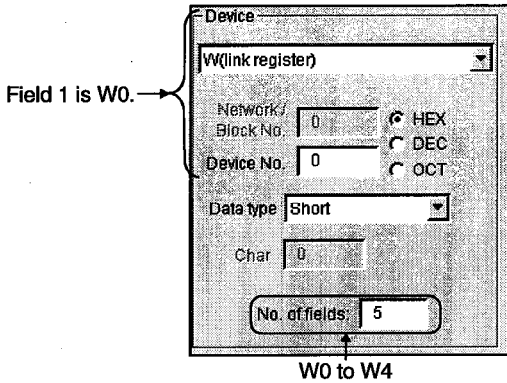 Device
W(link register)
Field 1 is W0.
Network/
Block No. 0
HEX
DEC
OCT
Device No. 0
Data type Short
Char 0
No. of fields: 5
W0 to W4